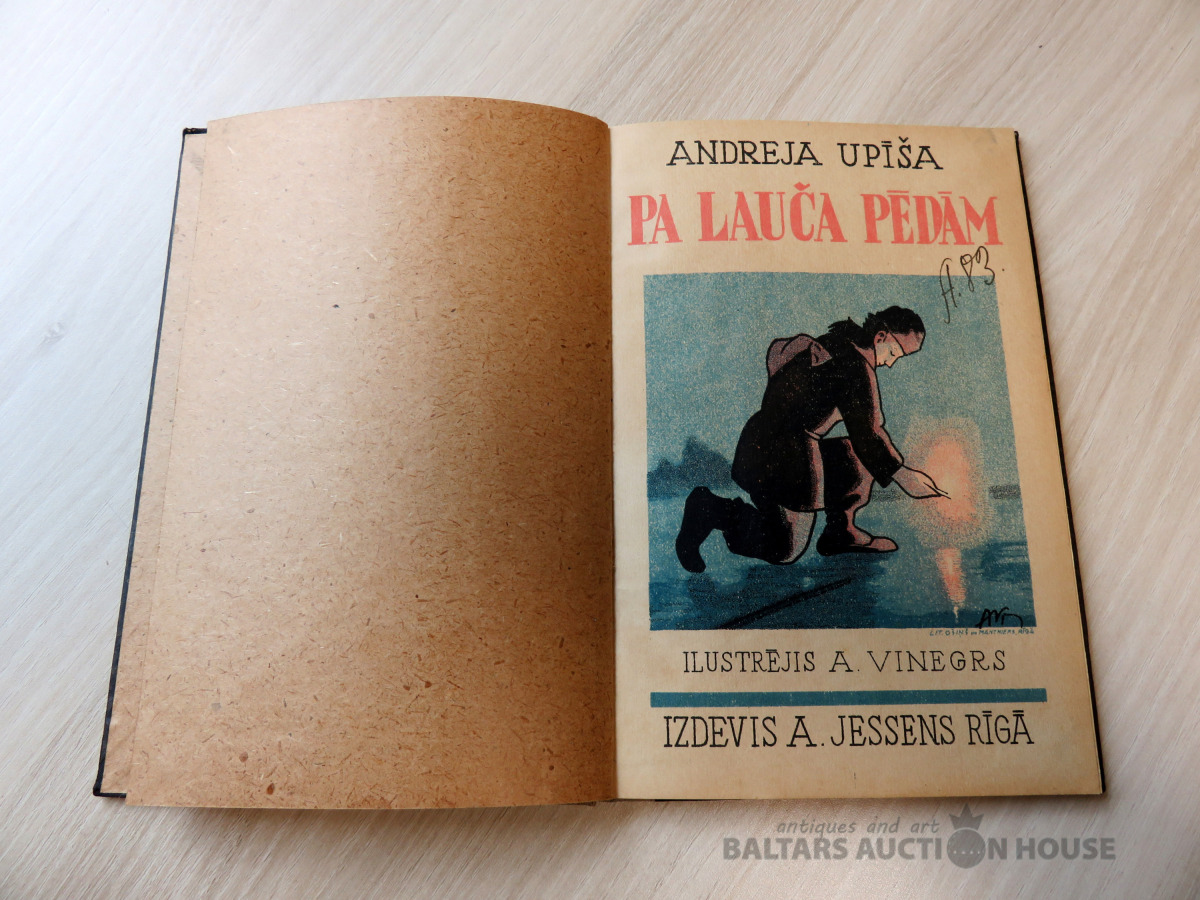 ANDREJA UPĪŠA
PA LAUČA PĒDĀM
A. 83.
ILUSTRĒJIS A. VINEGRS
IZDEVIS A. JESSENS RĪGĀ
antiques and art
BALTARS AUCTION HOUSE